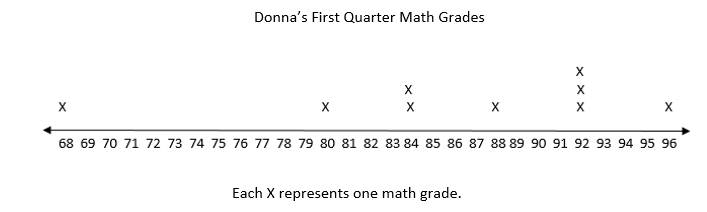 Donna’s First Quarter Math Grades
X
X X
X X X X X X
68 69 70 71 72 73 74 75 76 77 78 79 80 81 82 83 84 85 86 87 88 89 90 91 92 93 94 95 96
Each X represents one math grade.